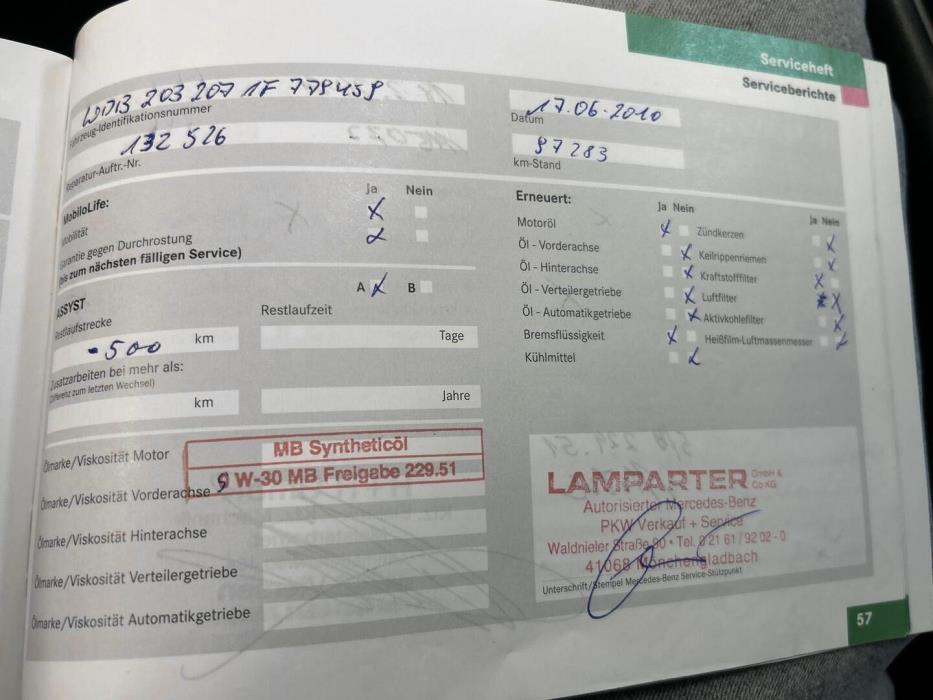 Serviceheft
Serviceberichte
WDB 203 207 1F 779459
Fahrzeug-Identifikationsnummer
17.06.2010
Datum
132 526
Reparatur-Auftr.-Nr.
97283
km-Stand
Ja Nein
MobiloLife:
Mobilität X
Garantie gegen Durchrostung X
(bis zum nächsten fälligen Service)
A X B
ASSYST
Restlaufstrecke
Restlaufzeit
-500 km
Tage
Zusatzarbeiten bei mehr als:
(Differenz zum letzten Wechsel)
km
Jahre
Erneuert:
Ja Nein
Ja Nein
Motoröl X
Zündkerzen X
Öl - Vorderachse X
Keilrippenriemen X
Öl - Hinterachse X
Kraftstofffilter X
Öl - Verteilergetriebe X
Luftfilter X
Öl - Automatikgetriebe X
Aktivkohlefilter X
Bremsflüssigkeit X
Heißfilm-Luftmassenmesser X
Kühlmittel X
Ölmarke/Viskosität Motor
MB Syntheticöl
5 W-30 MB Freigabe 229.51
Ölmarke/Viskosität Vorderachse
Ölmarke/Viskosität Hinterachse
Ölmarke/Viskosität Verteilergetriebe
Ölmarke/Viskosität Automatikgetriebe
LAMPARTER GmbH & Co KG
Autorisierter Mercedes-Benz
PKW Verkauf + Service
Waldnieler Straße 90 • Tel. 0 21 61 / 92 02 - 0
41068 Mönchengladbach
Unterschrift/Stempel Mercedes-Benz Service-Stützpunkt
57